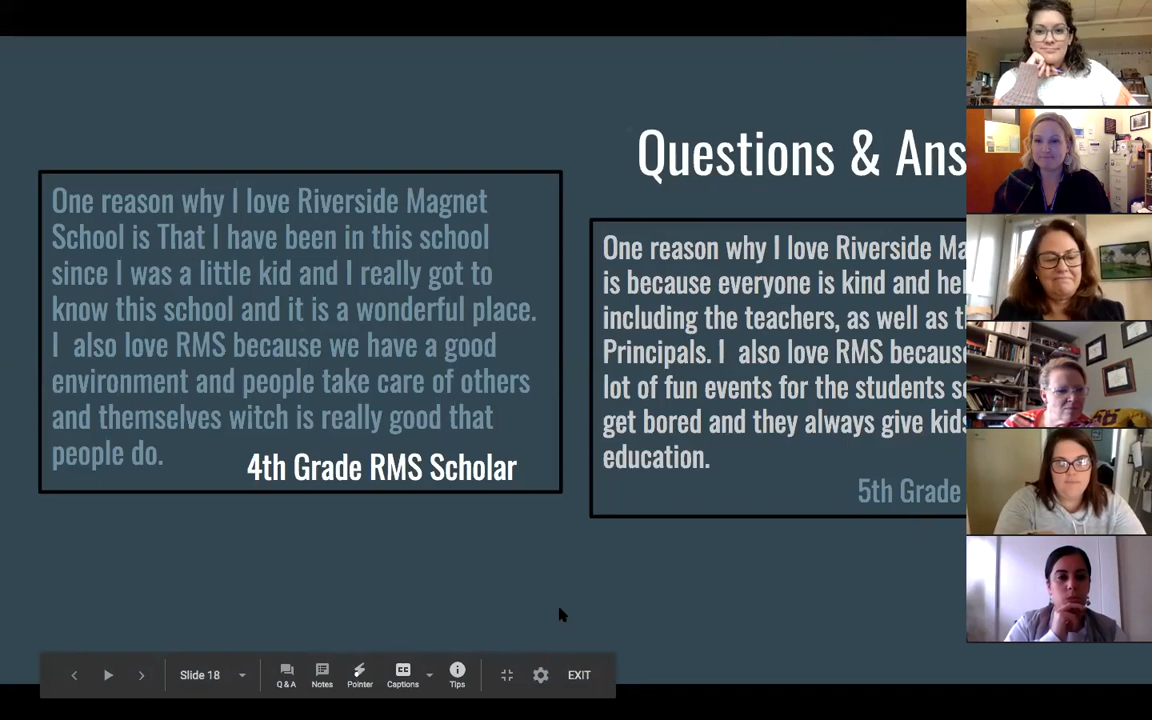 Questions & Ans
One reason why I love Riverside Magnet
School is That I have been in this school
since I was a little kid and I really got to
know this school and it is a wonderful place.
I also love RMS because we have a good
environment and people take care of others
and themselves witch is really good that
people do.
4th Grade RMS Scholar
One reason why I love Riverside Ma
is because everyone is kind and hel
including the teachers, as well as t
Principals. I also love RMS because
lot of fun events for the students s
get bored and they always give kids
education.
5th Grade
Slide 18
Q & A
Notes
Pointer
CC
Captions
Tips
EXIT